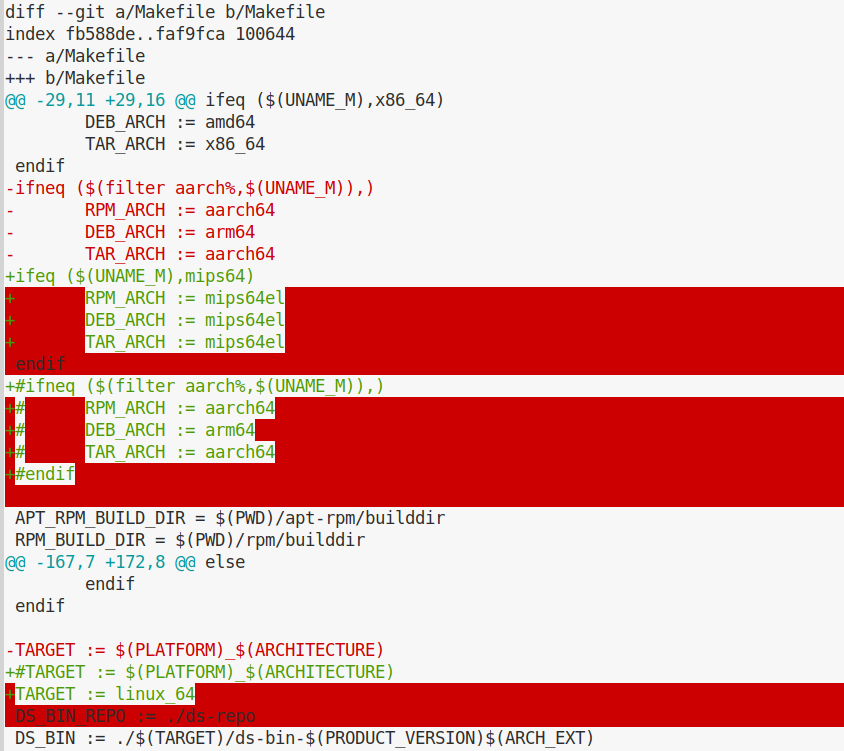 diff --git a/Makefile b/Makefile
index fb588de..faf9fca 100644
--- a/Makefile
+++ b/Makefile
@@ -29,11 +29,16 @@ ifeq ($(UNAME_M),x86_64)
        DEB_ARCH := amd64
        TAR_ARCH := x86_64
 endif
-ifneq ($(filter aarch%,$(UNAME_M)),)
-       RPM_ARCH := aarch64
-       DEB_ARCH := arm64
-       TAR_ARCH := aarch64
+ifeq ($(UNAME_M),mips64)
+       RPM_ARCH := mips64el
+       DEB_ARCH := mips64el
+       TAR_ARCH := mips64el
 endif
+#ifneq ($(filter aarch%,$(UNAME_M)),)
+#      RPM_ARCH := aarch64
+#      DEB_ARCH := arm64
+#      TAR_ARCH := aarch64
+#endif
 APT_RPM_BUILD_DIR = $(PWD)/apt-rpm/builddir
 RPM_BUILD_DIR = $(PWD)/rpm/builddir
@@ -167,7 +172,8 @@ else
        endif
 endif
-TARGET := $(PLATFORM)_$(ARCHITECTURE)
+#TARGET := $(PLATFORM)_$(ARCHITECTURE)
+TARGET := linux_64
 DS_BIN_REPO := ./ds-repo
 DS_BIN := ./$(TARGET)/ds-bin-$(PRODUCT_VERSION)$(ARCH_EXT)